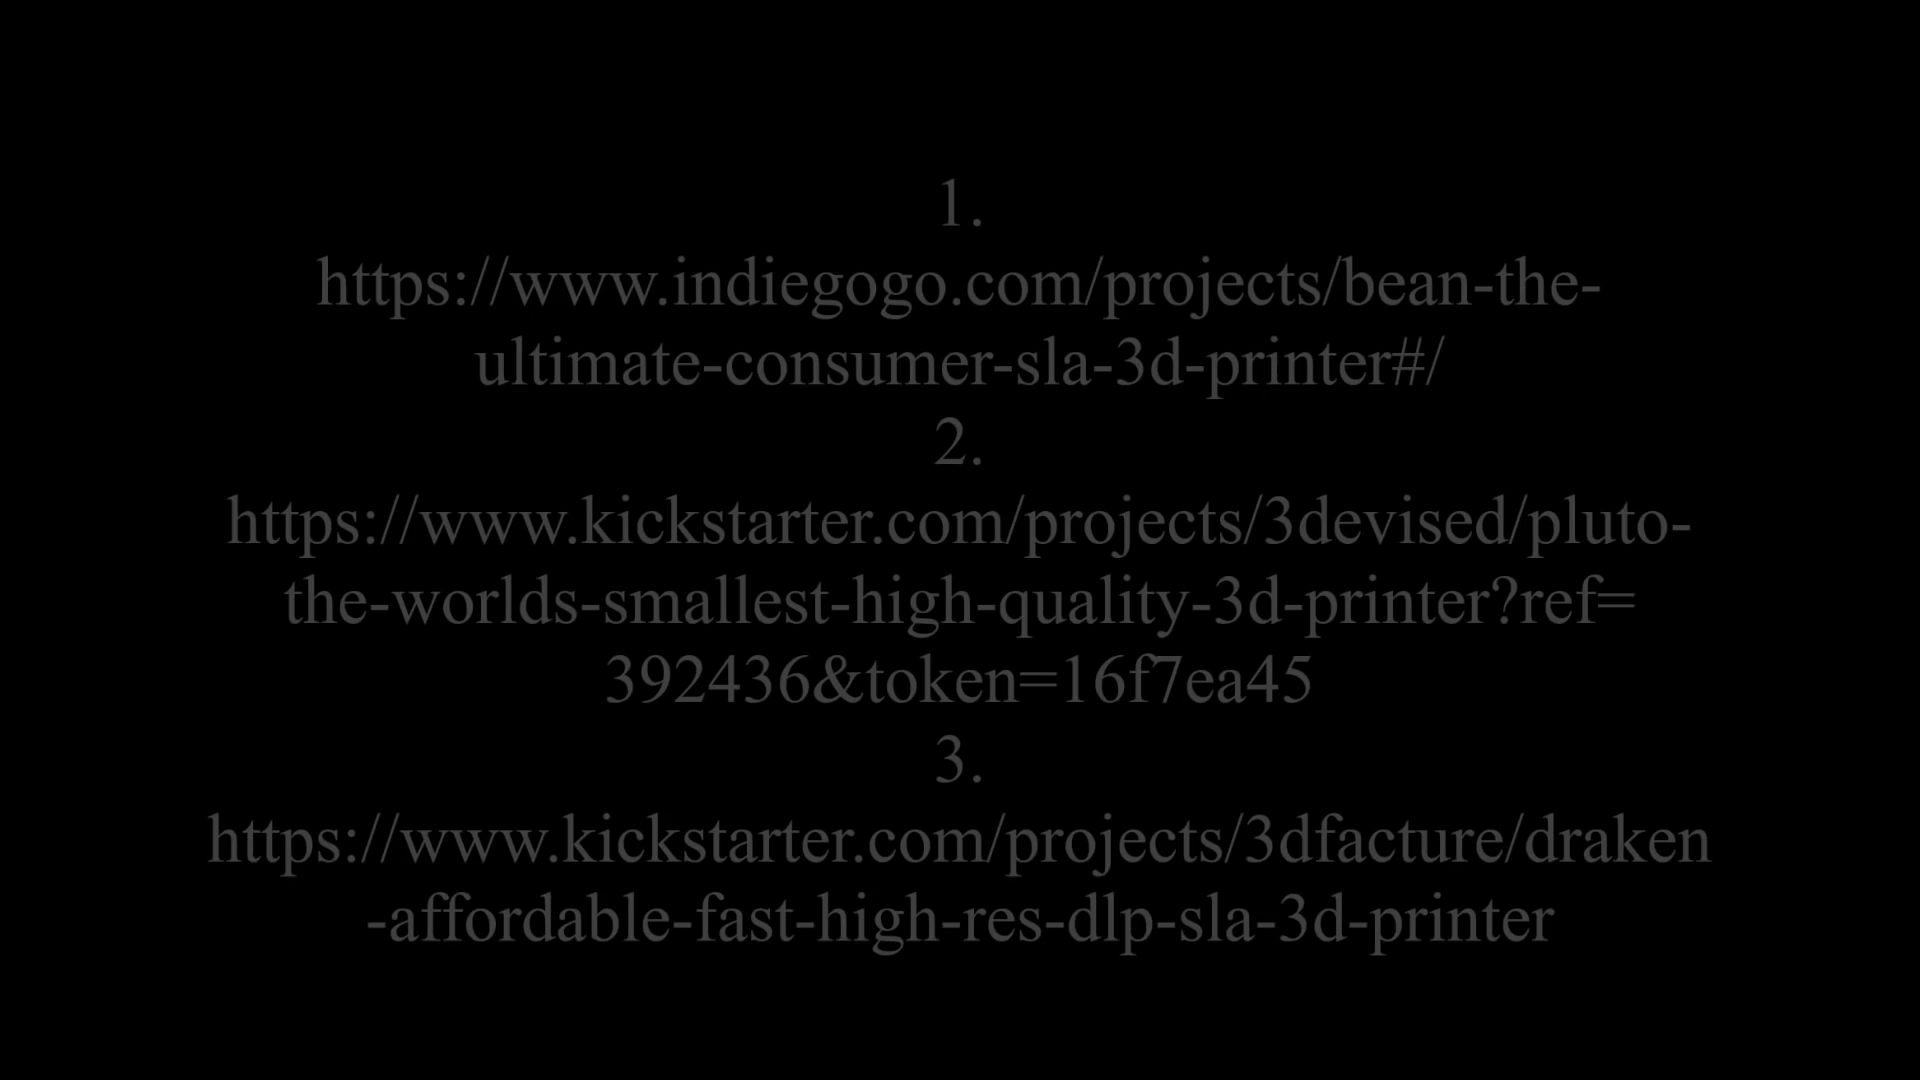 1.
https://www.indiegogo.com/projects/bean-the-
ultimate-consumer-sla-3d-printer#/
2.
https://www.kickstarter.com/projects/3devised/pluto-
the-worlds-smallest-high-quality-3d-printer?ref=
392436&token=16f7ea45
3.
https://www.kickstarter.com/projects/3dfacture/draken
-affordable-fast-high-res-dlp-sla-3d-printer